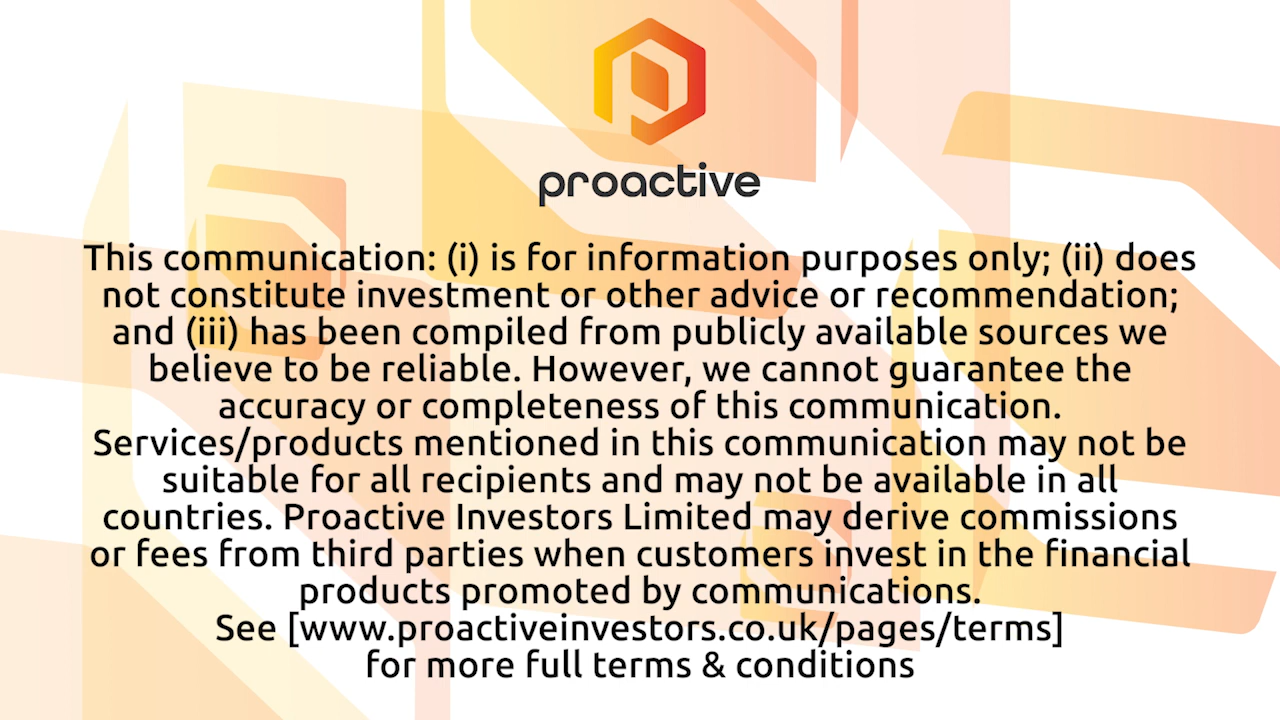 proactive
This communication: (i) is for information purposes only; (ii) does
not constitute investment or other advice or recommendation;
and (iii) has been compiled from publicly available sources we
believe to be reliable. However, we cannot guarantee the
accuracy or completeness of this communication.
Services/products mentioned in this communication may not be
suitable for all recipients and may not be available in all
countries. Proactive Investors Limited may derive commissions
or fees from third parties when customers invest in the financial
products promoted by communications.
See [www.proactiveinvestors.co.uk/pages/terms]
for more full terms & conditions